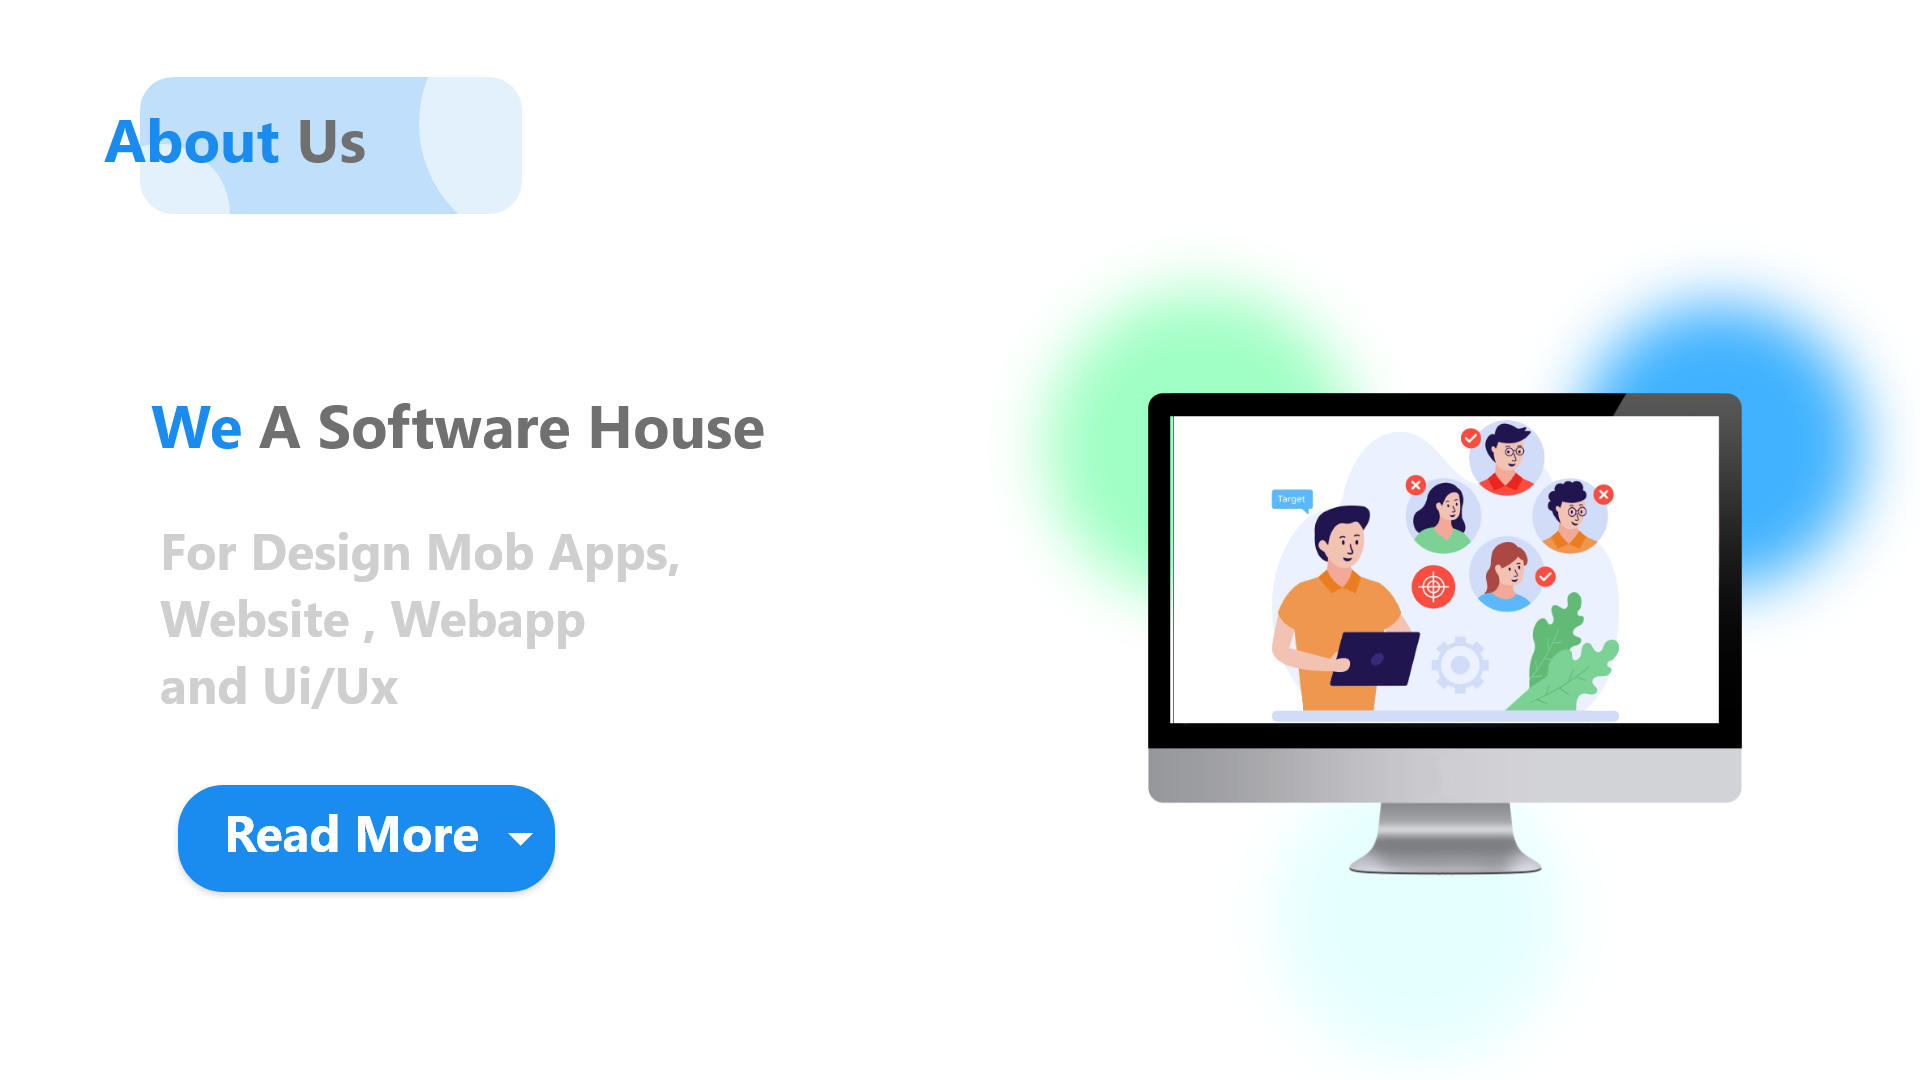 About Us
We A Software House
For Design Mob Apps,
Website , Webapp
and Ui/Ux
Read More
Target